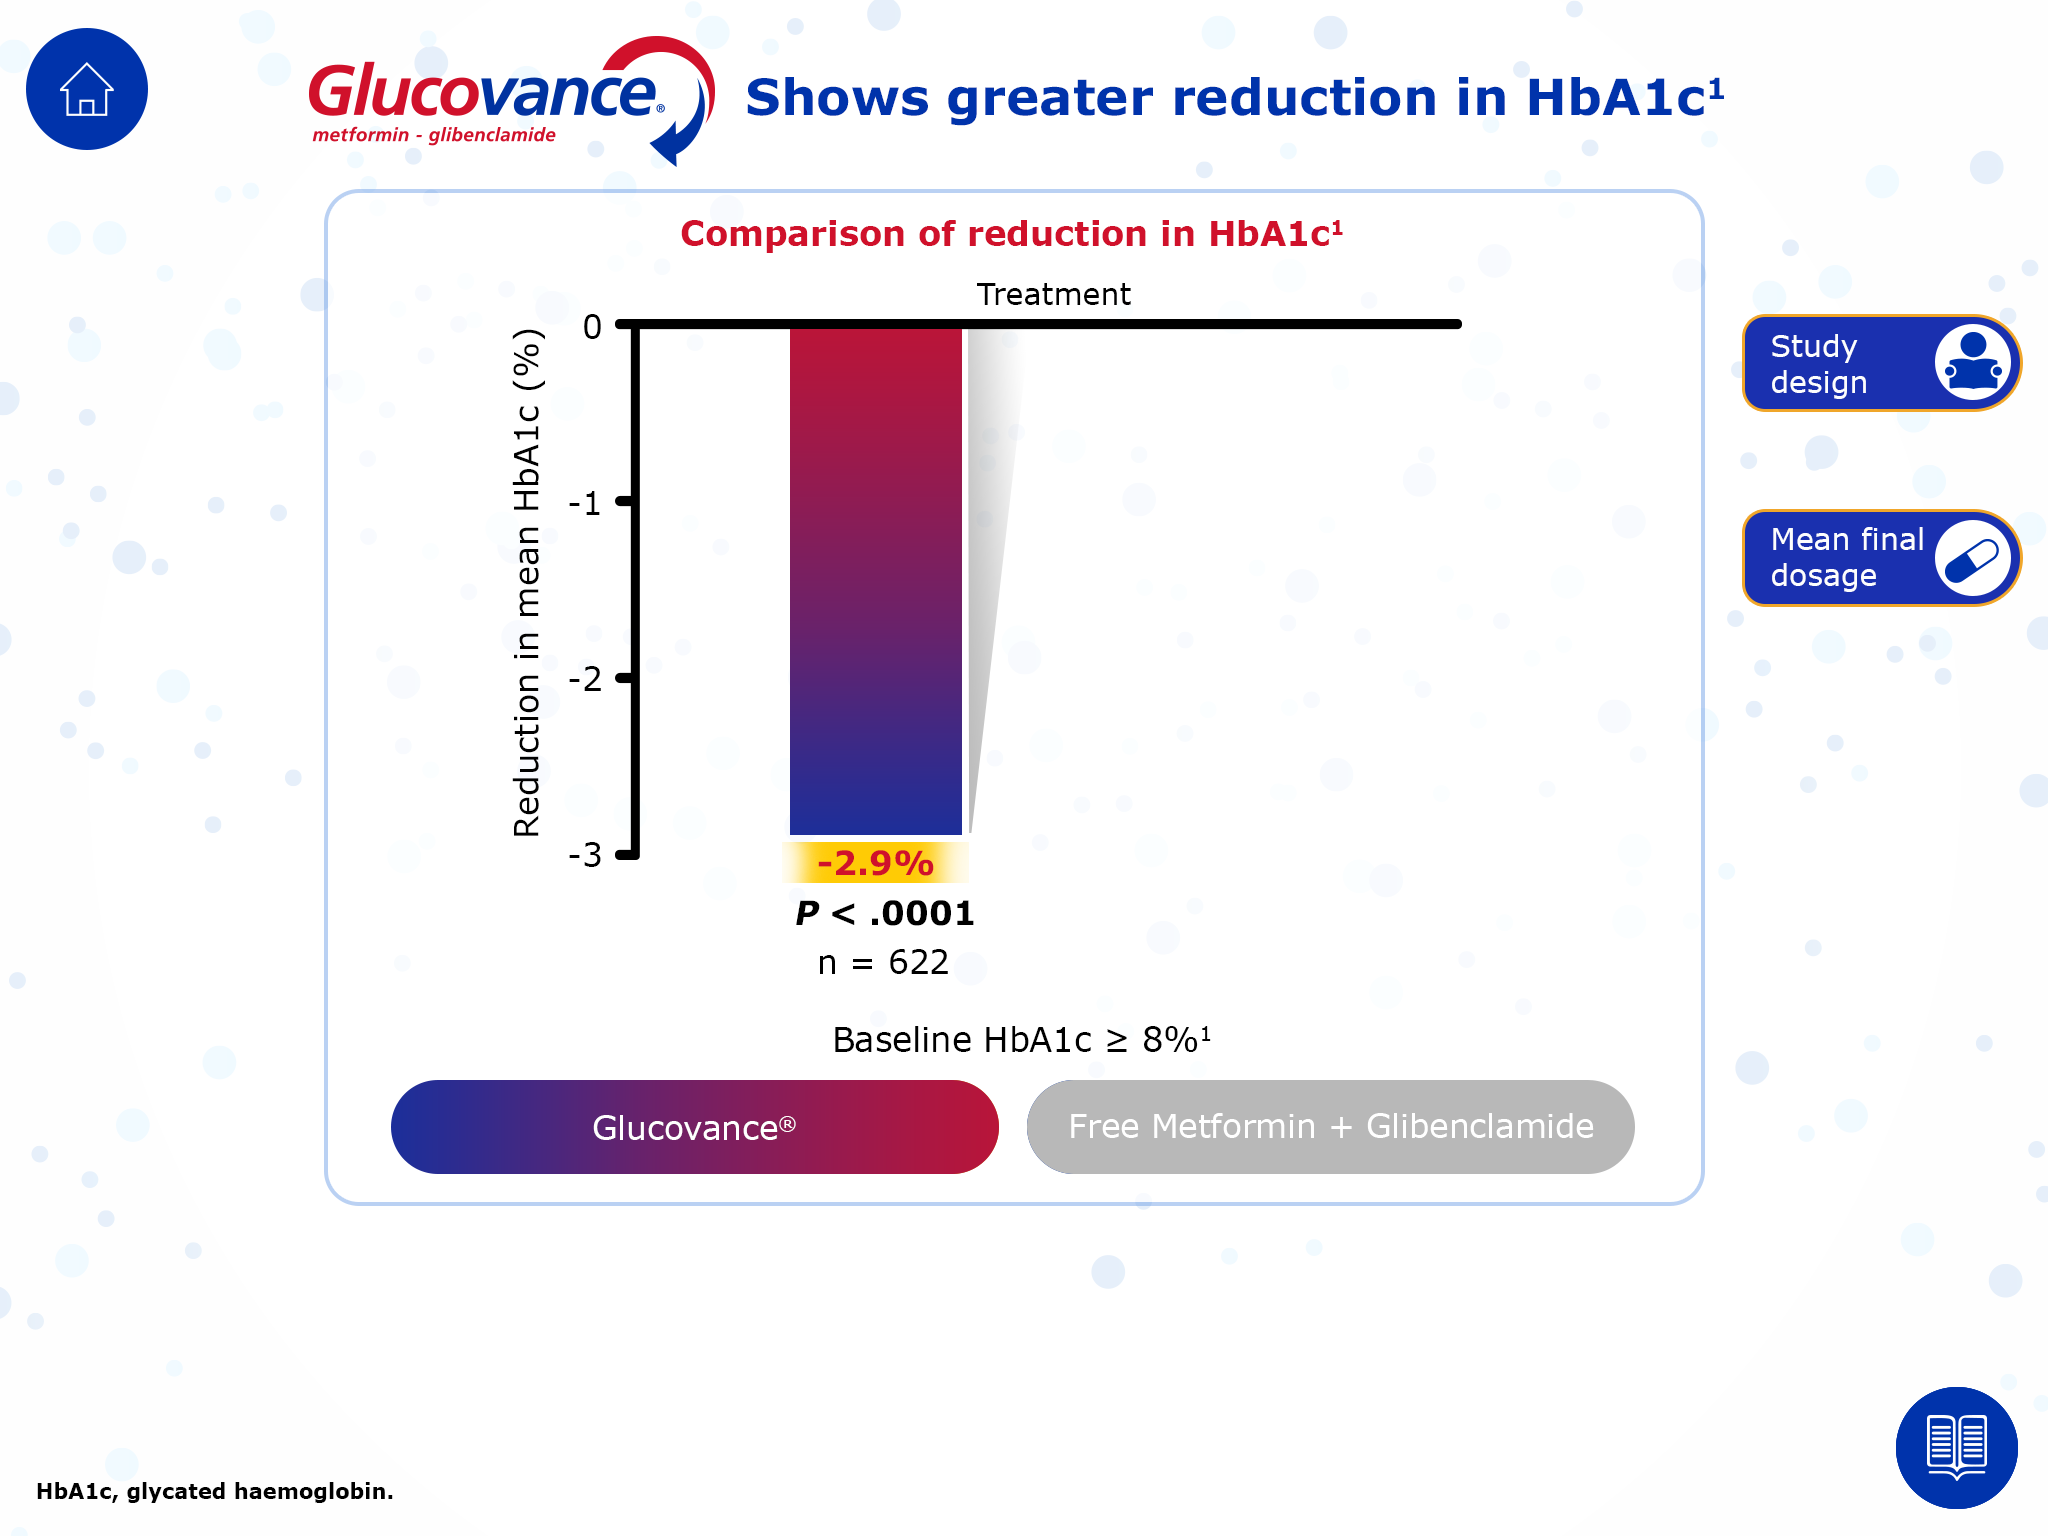 Glucovance®
metformin - glibenclamide
Shows greater reduction in HbA1c¹
Comparison of reduction in HbA1c¹
Treatment
Reduction in mean HbA1c (%)
0
-1
-2
-3
-2.9%
P < .0001
n = 622
Baseline HbA1c ≥ 8%¹
Glucovance®
Free Metformin + Glibenclamide
Study
design
Mean final
dosage
HbA1c, glycated haemoglobin.